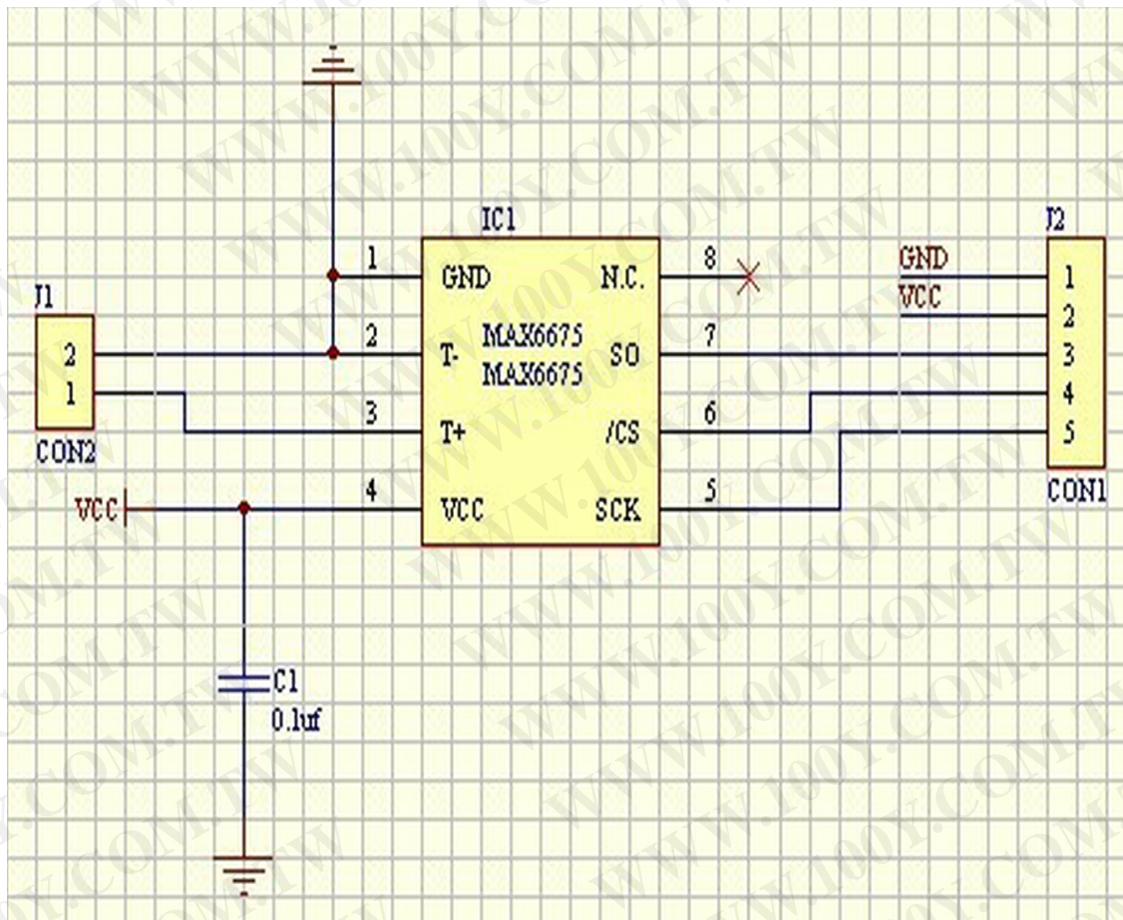 IC1
J2
1
GND
N.C.
8
GND
1
VCC
2
J1
2
2
T-
MAX6675
MAX6675
SO
7
3
1
4
3
T+
/CS
6
5
CON2
VCC
4
VCC
SCK
5
CON1
C1
0.1uf
WWW.100Y.COM.TW